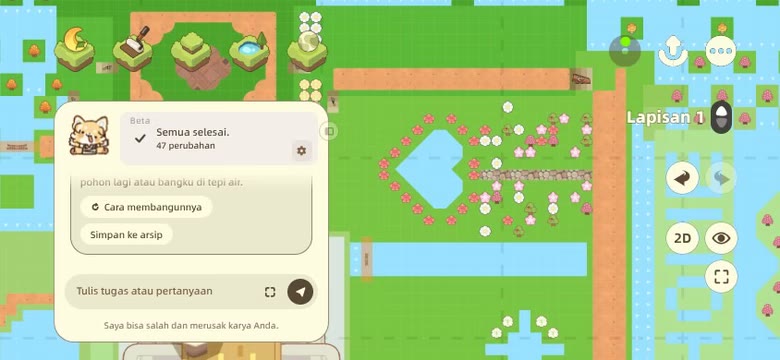 Beta
Semua selesai.
47 perubahan
pohon lagi atau bangku di tepi air.
Cara membangunnya
Simpan ke arsip
Tulis tugas atau pertanyaan
Saya bisa salah dan merusak karya Anda.
Lapisan 1
2D